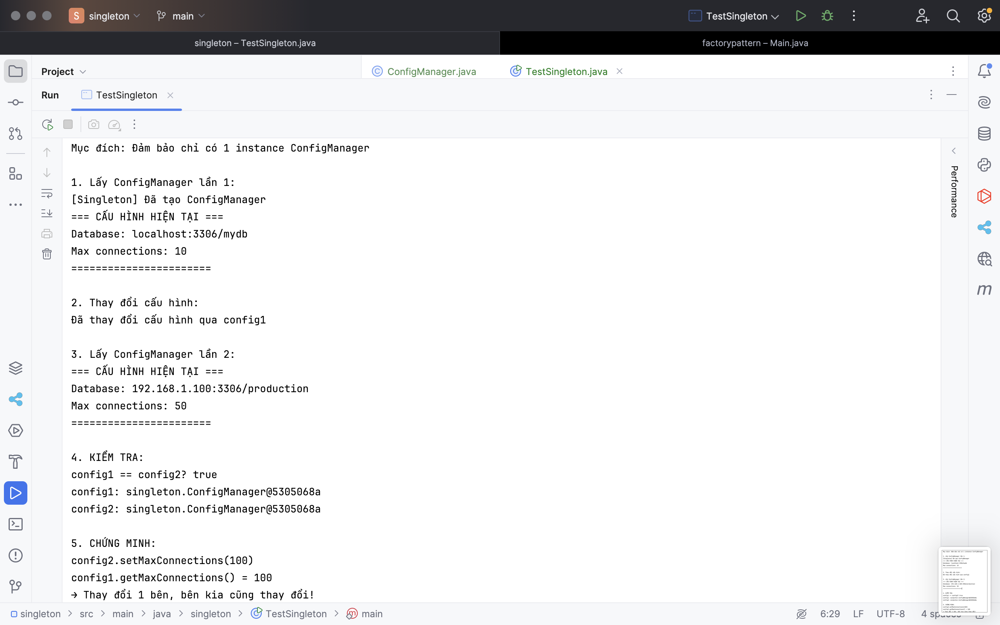 S singleton main TestSingleton
singleton – TestSingleton.java factorypattern – Main.java
Project ConfigManager.java TestSingleton.java
Run TestSingleton
Mục đích: Đảm bảo chỉ có 1 instance ConfigManager
1. Lấy ConfigManager lần 1:
[Singleton] Đã tạo ConfigManager
=== CẤU HÌNH HIỆN TẠI ===
Database: localhost:3306/mydb
Max connections: 10
=======================
2. Thay đổi cấu hình:
Đã thay đổi cấu hình qua config1
3. Lấy ConfigManager lần 2:
=== CẤU HÌNH HIỆN TẠI ===
Database: 192.168.1.100:3306/production
Max connections: 50
=======================
4. KIỂM TRA:
config1 == config2? true
config1: singleton.ConfigManager@5305068a
config2: singleton.ConfigManager@5305068a
5. CHỨNG MINH:
config2.setMaxConnections(100)
config1.getMaxConnections() = 100
→ Thay đổi 1 bên, bên kia cũng thay đổi!
Performance
singleton > src > main > java > singleton > TestSingleton > main 6:29 LF UTF-8 4